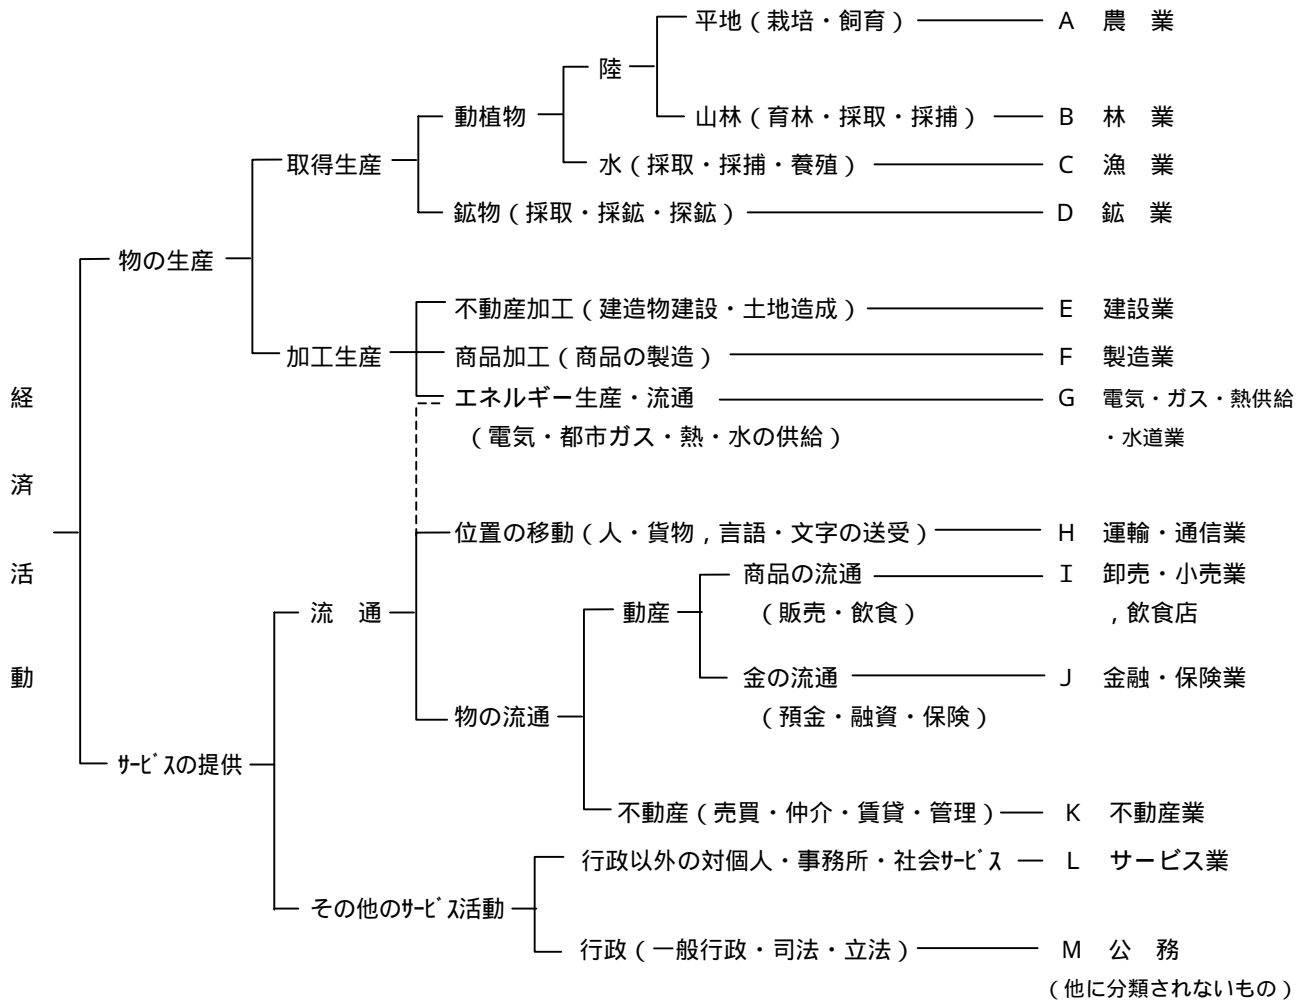 平地（栽培・飼育） A 農　業
陸
動植物 山林（育林・採取・採捕） B 林　業
取得生産 水（採取・採捕・養殖） C 漁　業
鉱物（採取・採鉱・探鉱） D 鉱　業
物の生産
不動産加工（建造物建設・土地造成） E 建設業
加工生産 商品加工（商品の製造） F 製造業
エネルギー生産・流通 G 電気・ガス・熱供給
（電気・都市ガス・熱・水の供給） ・水道業
経済活動
位置の移動（人・貨物，言語・文字の送受） H 運輸・通信業
商品の流通 I 卸売・小売業
流　通 動産 （販売・飲食） ，飲食店
金の流通 J 金融・保険業
物の流通 （預金・融資・保険）
ｻｰﾋﾞｽの提供
不動産（売買・仲介・賃貸・管理） K 不動産業
行政以外の対個人・事務所・社会ｻｰﾋﾞｽ L サービス業
その他のｻｰﾋﾞｽ活動
行政（一般行政・司法・立法） M 公　務
（他に分類されないもの）